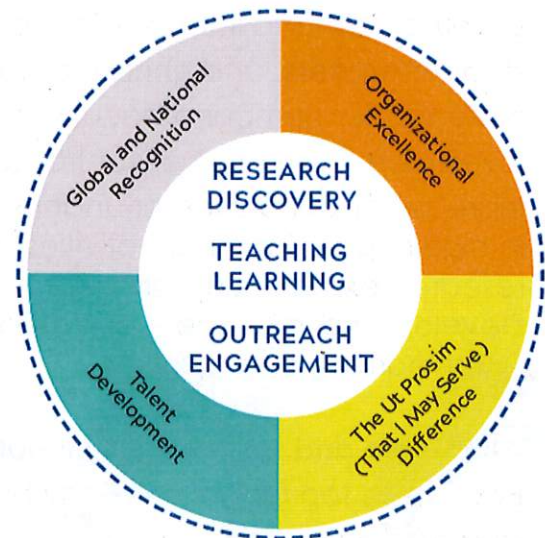 Global and National
Recognition
Organizational
Excellence
RESEARCH
DISCOVERY
TEACHING
LEARNING
OUTREACH
ENGAGEMENT
Talent
Development
The Ut Prosim
(That I May Serve)
Difference